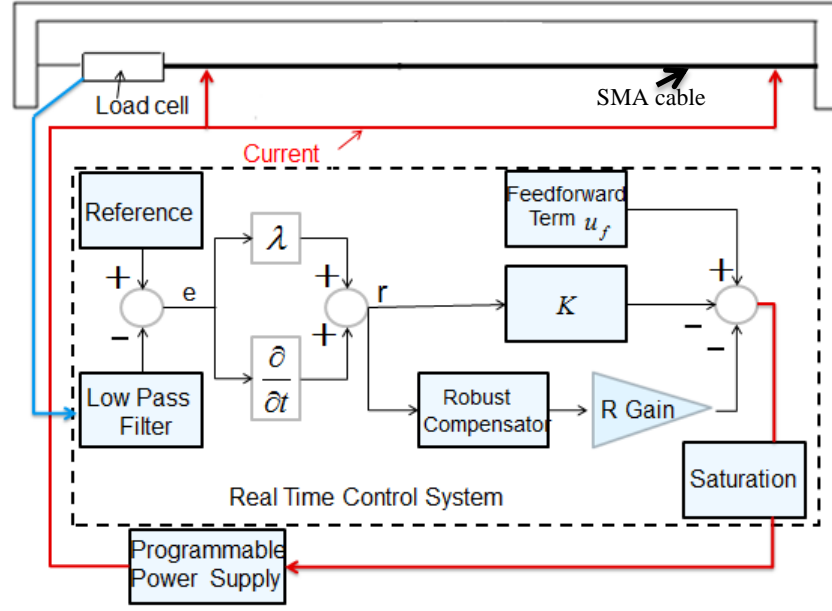 Load cell
SMA cable
Current
Reference
Feedforward
Term u_f
λ
+
+
+
−
e
r
K
+
−
−
∂
∂t
+
Low Pass
Filter
Robust
Compensator
R Gain
Saturation
Real Time Control System
Programmable
Power Supply